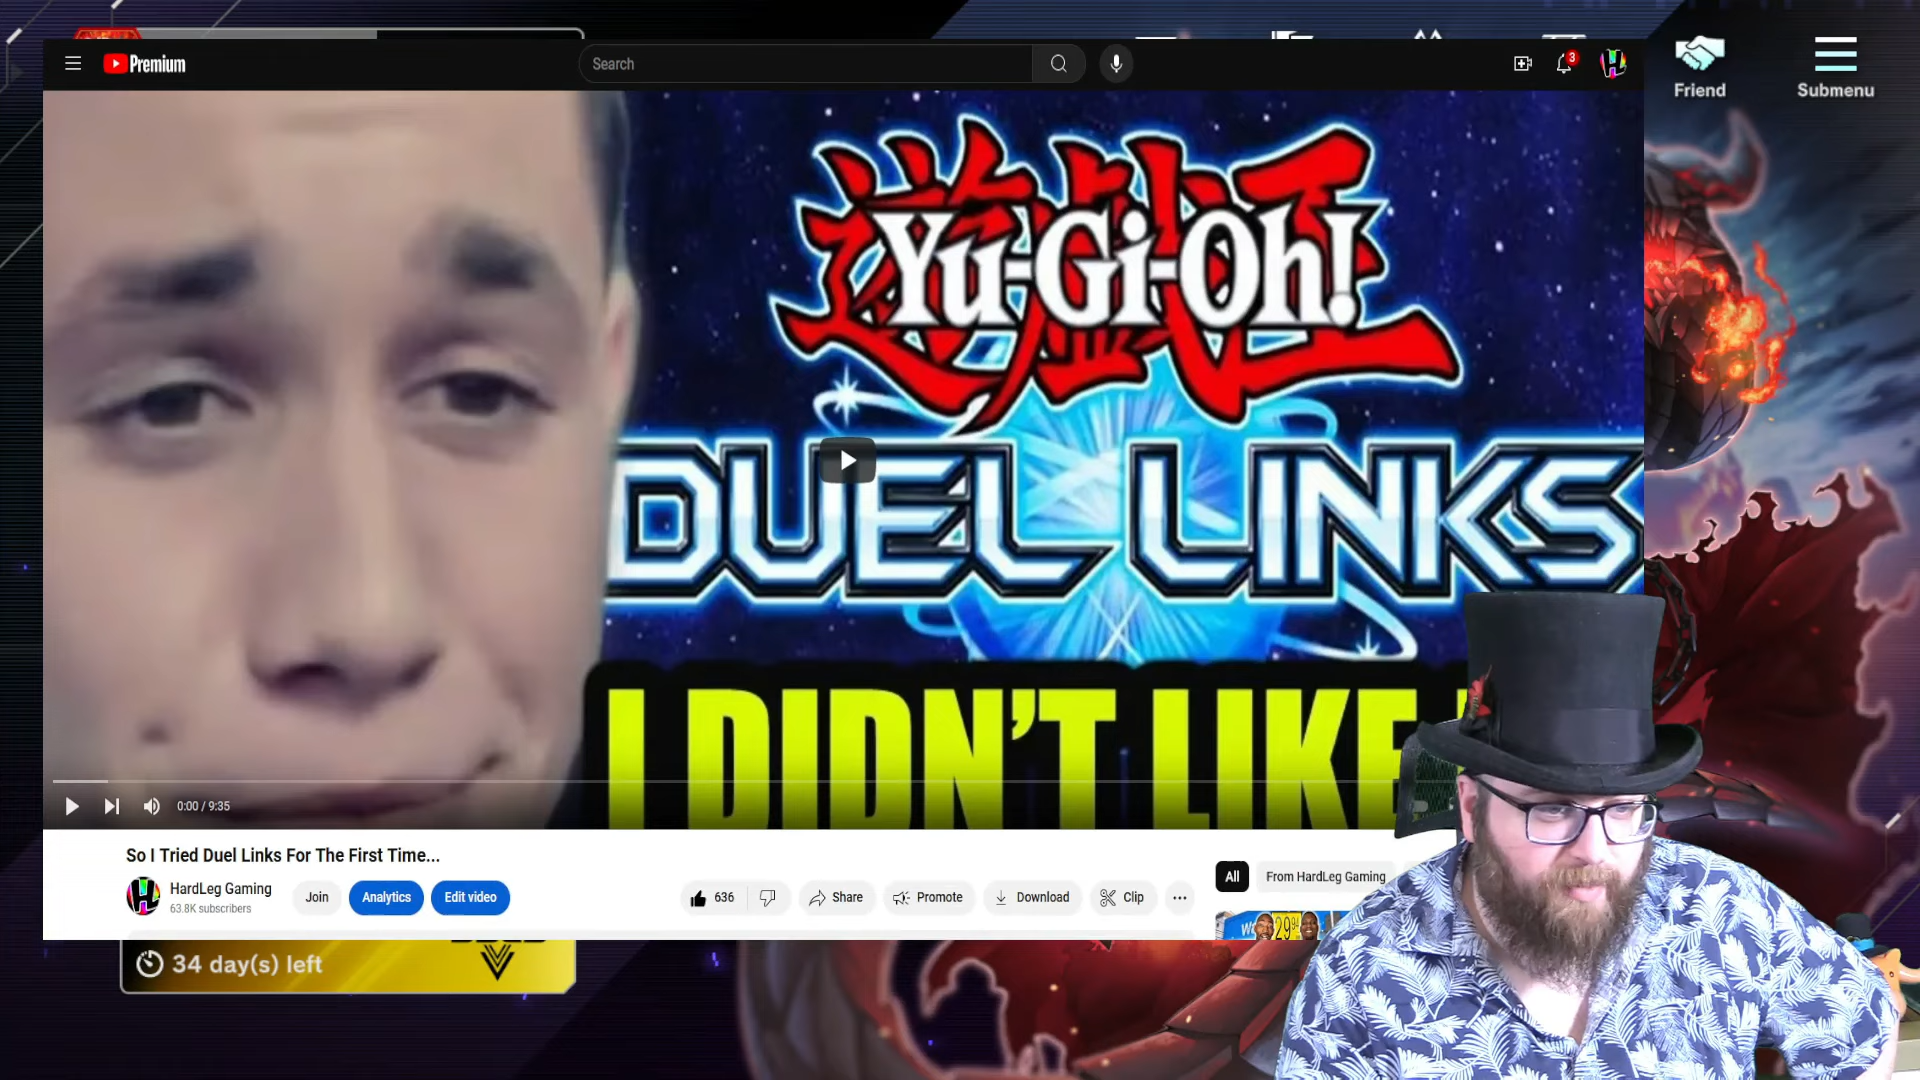 Premium
Search
3
Friend
Submenu
Yu-Gi-Oh!
DUEL LINKS
I DIDN'T LIKE
0:00 / 9:35
So I Tried Duel Links For The First Time...
HardLeg Gaming
63.8K subscribers
Join
Analytics
Edit video
636
Share
Promote
Download
Clip
All
From HardLeg Gaming
34 day(s) left